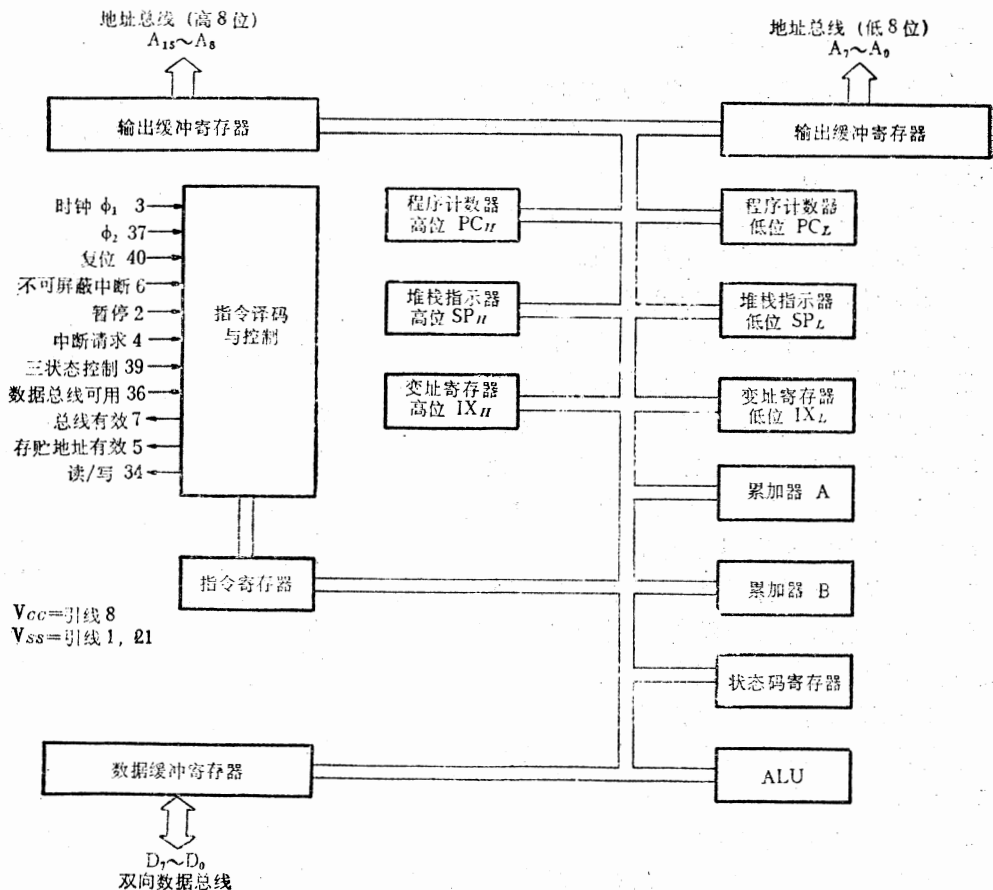 地址总线 (高8位)
A₁₅～A₈
地址总线 (低8位)
A₇～A₀
输出缓冲寄存器
输出缓冲寄存器
时钟 ϕ₁ 3
ϕ₂ 37
复位 40
不可屏蔽中断 6
暂停 2
中断请求 4
三状态控制 39
数据总线可用 36
总线有效 7
存贮地址有效 5
读/写 34
指令译码
与控制
程序计数器
高位 PC_H
程序计数器
低位 PC_L
堆栈指示器
高位 SP_H
堆栈指示器
低位 SP_L
变址寄存器
高位 IX_H
变址寄存器
低位 IX_L
累加器 A
指令寄存器
累加器 B
Vcc=引线 8
Vss=引线 1, 21
状态码寄存器
数据缓冲寄存器
ALU
D₇～D₀
双向数据总线